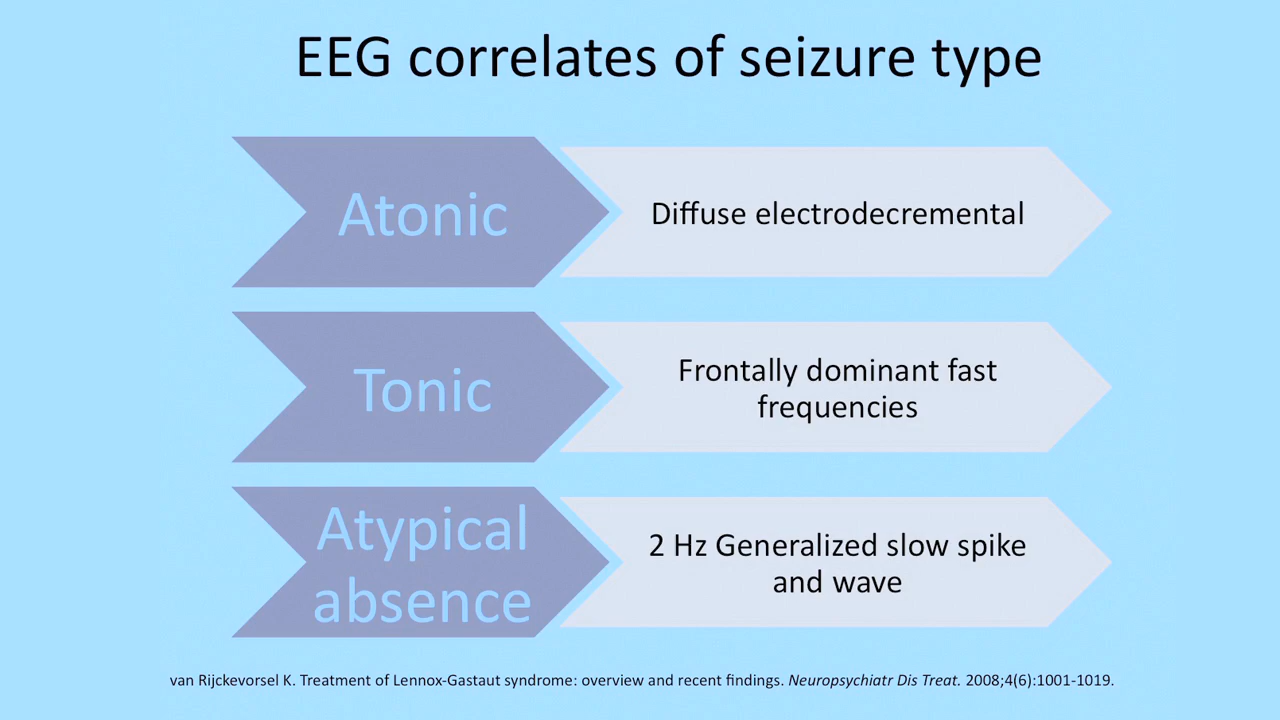 EEG correlates of seizure type
Atonic
Diffuse electrodecremental
Tonic
Frontally dominant fast
frequencies
Atypical
absence
2 Hz Generalized slow spike
and wave
van Rijckevorsel K. Treatment of Lennox-Gastaut syndrome: overview and recent findings. Neuropsychiatr Dis Treat. 2008;4(6):1001-1019.